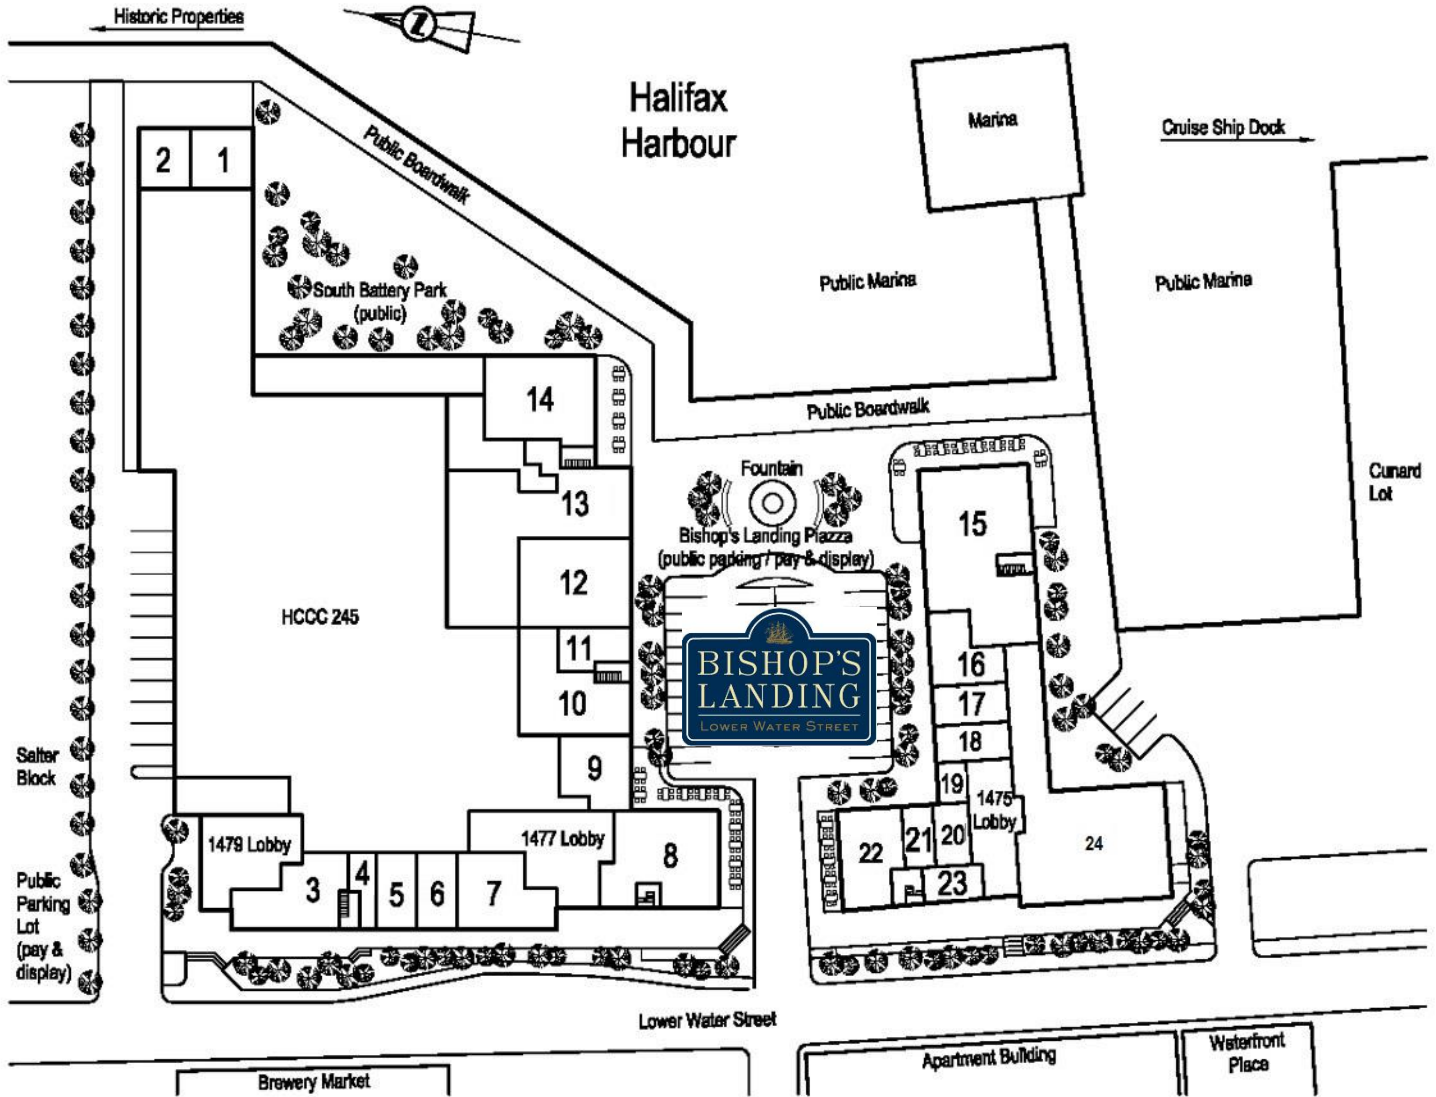 Historic Properties
Z
Halifax
Harbour
Marina
Cruise Ship Dock
Public Boardwalk
2
1
South Battery Park
(public)
Public Marina
Public Marina
14
Public Boardwalk
Fountain
Cunard
Lot
13
15
Bishop's Landing Plazza
(public parking / pay & display)
12
HCCC 245
11
BISHOP'S
LANDING
LOWER WATER STREET
16
10
17
18
9
19
Salter
Block
1475
Lobby
1479 Lobby
1477 Lobby
8
22
21
20
24
3
4
5
6
7
23
Public
Parking
Lot
(pay &
display)
Lower Water Street
Brewery Market
Apartment Building
Waterfront
Place